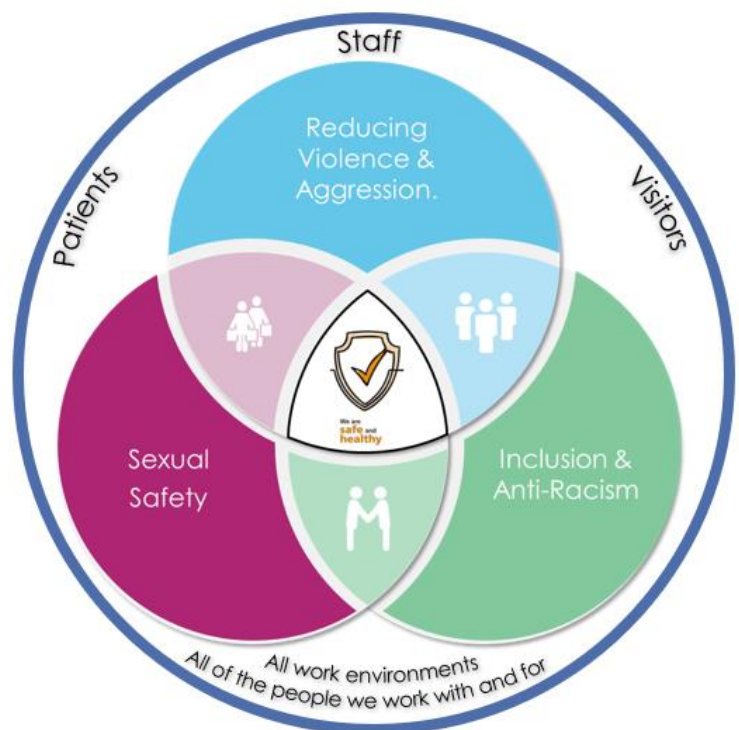 Staff
Patients
Visitors
Reducing
Violence &
Aggression.
We are
safe and
healthy
Sexual
Safety
Inclusion &
Anti-Racism
All work environments
All of the people we work with and for